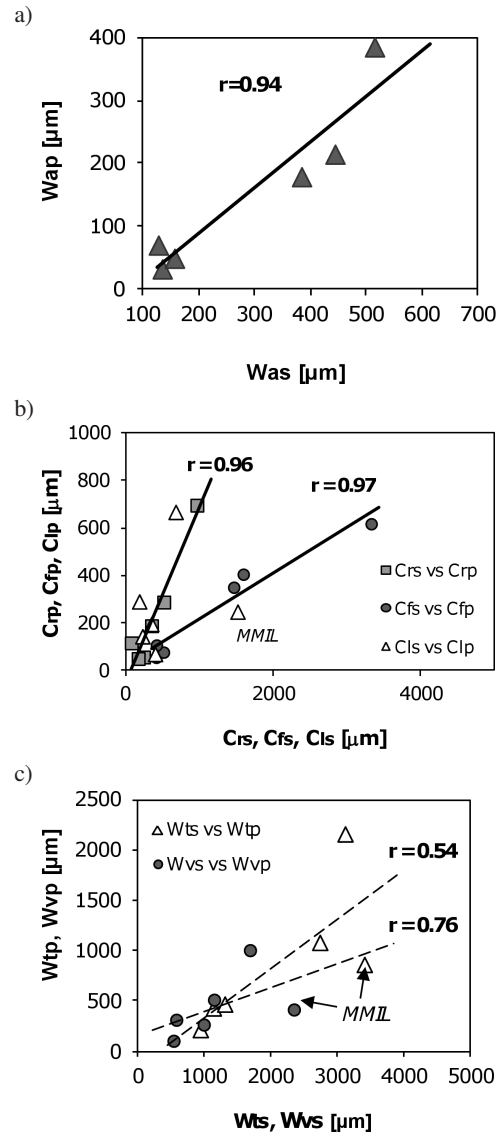 a)
400
300
200
100
0
Wap [µm]
r=0.94
100 200 300 400 500 600 700
Was [µm]
b)
1000
800
600
400
200
0
Crp, Cfp, Clp [µm]
r=0.96
r=0.97
Crs vs Crp
Cfs vs Cfp
Cls vs Clp
MMIL
0 2000 4000
Crs, Cfs, Cls [µm]
c)
2500
2000
1500
1000
500
0
Wtp, Wvp [µm]
Wts vs Wtp
Wvs vs Wvp
r=0.54
r=0.76
MMIL
0 1000 2000 3000 4000 5000
Wts, Wvs [µm]